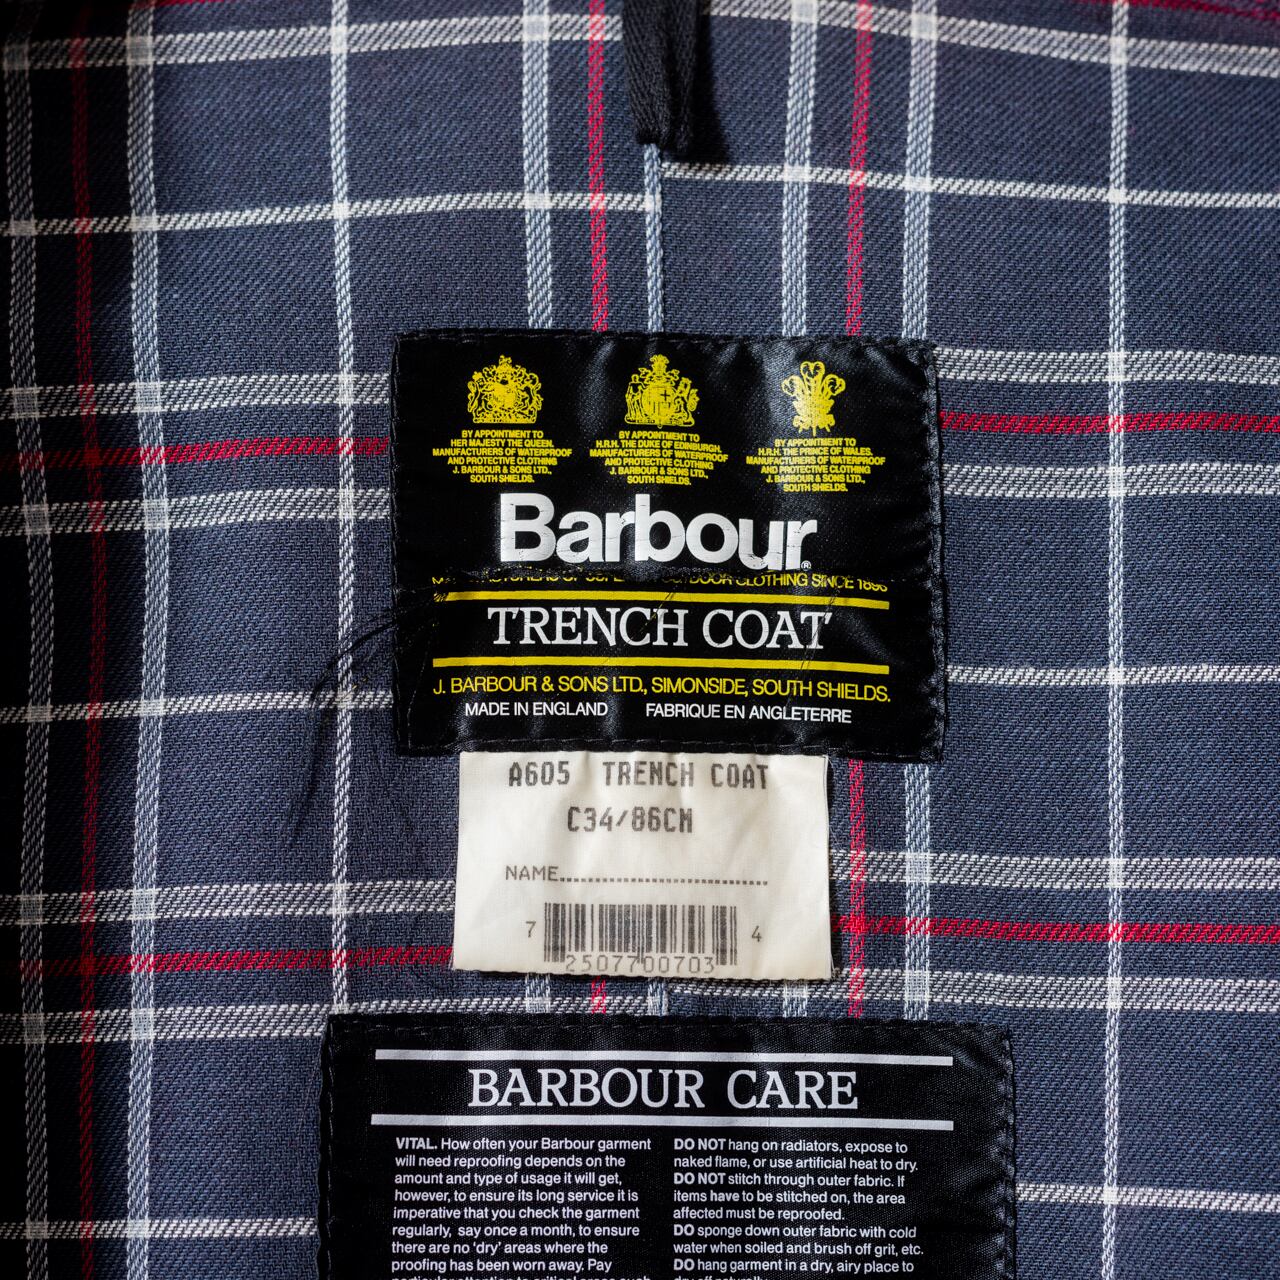 BY APPOINTMENT TO
HER MAJESTY THE QUEEN,
MANUFACTURERS OF WATERPROOF
AND PROTECTIVE CLOTHING
J. BARBOUR & SONS LTD.,
SOUTH SHIELDS.
BY APPOINTMENT TO
H.R.H. THE DUKE OF EDINBURGH,
MANUFACTURERS OF WATERPROOF
AND PROTECTIVE CLOTHING
J. BARBOUR & SONS LTD.,
SOUTH SHIELDS.
BY APPOINTMENT TO
H.R.H. THE PRINCE OF WALES,
MANUFACTURERS OF WATERPROOF
AND PROTECTIVE CLOTHING
J. BARBOUR & SONS LTD.,
SOUTH SHIELDS.
Barbour®
OUTDOOR CLOTHING SINCE
TRENCH COAT
J. BARBOUR & SONS LTD., SIMONSIDE, SOUTH SHIELDS.
MADE IN ENGLAND FABRIQUE EN ANGLETERRE
A605 TRENCH COAT
C34/86CM
NAME
7 250770 00703 4
BARBOUR CARE
VITAL. How often your Barbour garment
will need reproofing depends on the
amount and type of usage it will get,
however, to ensure its long service it is
imperative that you check the garment
regularly, say once a month, to ensure
there are no 'dry' areas where the
proofing has been worn away. Pay
DO NOT hang on radiators, expose to
naked flame, or use artificial heat to dry.
DO NOT stitch through outer fabric. If
items have to be stitched on, the area
affected must be reproofed.
DO sponge down outer fabric with cold
water when soiled and brush off grit, etc.
DO hang garment in a dry, airy place to